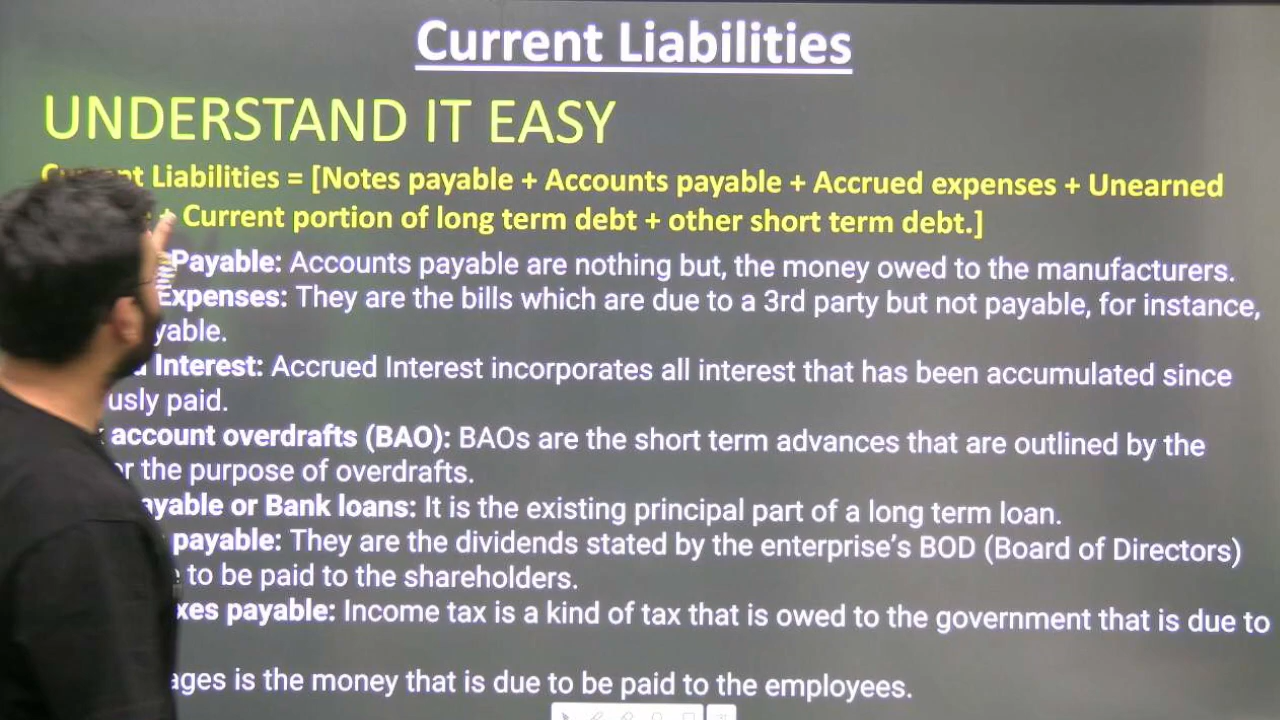 Current Liabilities
UNDERSTAND IT EASY
Current Liabilities = [Notes payable + Accounts payable + Accrued expenses + Unearned
+ Current portion of long term debt + other short term debt.]
Payable: Accounts payable are nothing but, the money owed to the manufacturers.
Expenses: They are the bills which are due to a 3rd party but not payable, for instance,
yable.
Interest: Accrued Interest incorporates all interest that has been accumulated since
usly paid.
account overdrafts (BAO): BAOs are the short term advances that are outlined by the
or the purpose of overdrafts.
ayable or Bank loans: It is the existing principal part of a long term loan.
payable: They are the dividends stated by the enterprise's BOD (Board of Directors)
to be paid to the shareholders.
xes payable: Income tax is a kind of tax that is owed to the government that is due to
ages is the money that is due to be paid to the employees.